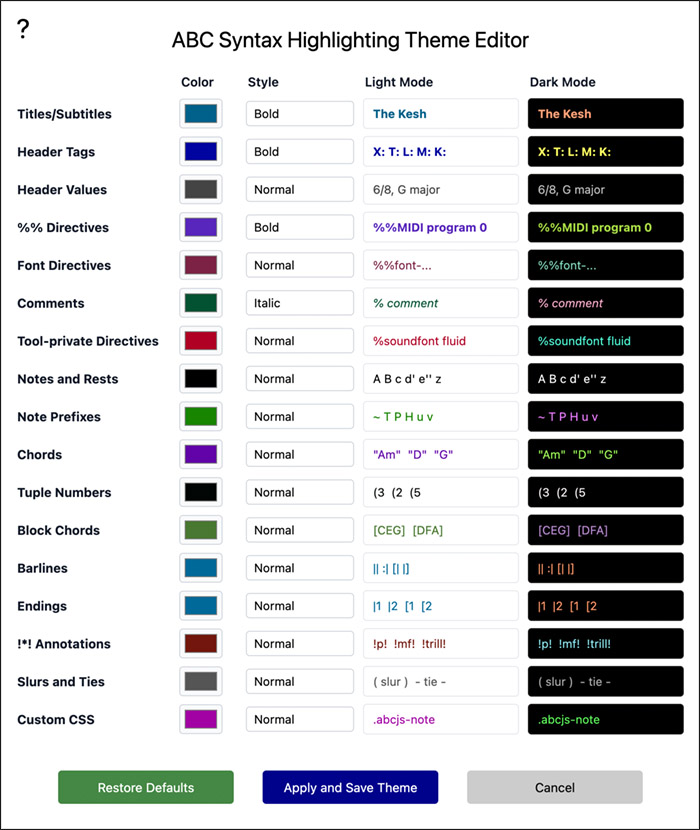 ?
ABC Syntax Highlighting Theme Editor
Color Style Light Mode Dark Mode
Titles/Subtitles Bold The Kesh The Kesh
Header Tags Bold X: T: L: M: K: X: T: L: M: K:
Header Values Normal 6/8, G major 6/8, G major
%% Directives Bold %%MIDI program 0 %%MIDI program 0
Font Directives Normal %%font-... %%font-...
Comments Italic % comment % comment
Tool-private Directives Normal %soundfont fluid %soundfont fluid
Notes and Rests Normal A B c d' e'' z A B c d' e'' z
Note Prefixes Normal ~ T P H u v ~ T P H u v
Chords Normal "Am" "D" "G" "Am" "D" "G"
Tuple Numbers Normal (3 (2 (5 (3 (2 (5
Block Chords Normal [CEG] [DFA] [CEG] [DFA]
Barlines Normal || :| [| |] || :| [| |]
Endings Normal |1 |2 [1 [2 |1 |2 [1 [2
!*! Annotations Normal !p! !mf! !trill! !p! !mf! !trill!
Slurs and Ties Normal ( slur ) - tie - ( slur ) - tie -
Custom CSS Normal .abcjs-note .abcjs-note
Restore Defaults Apply and Save Theme Cancel